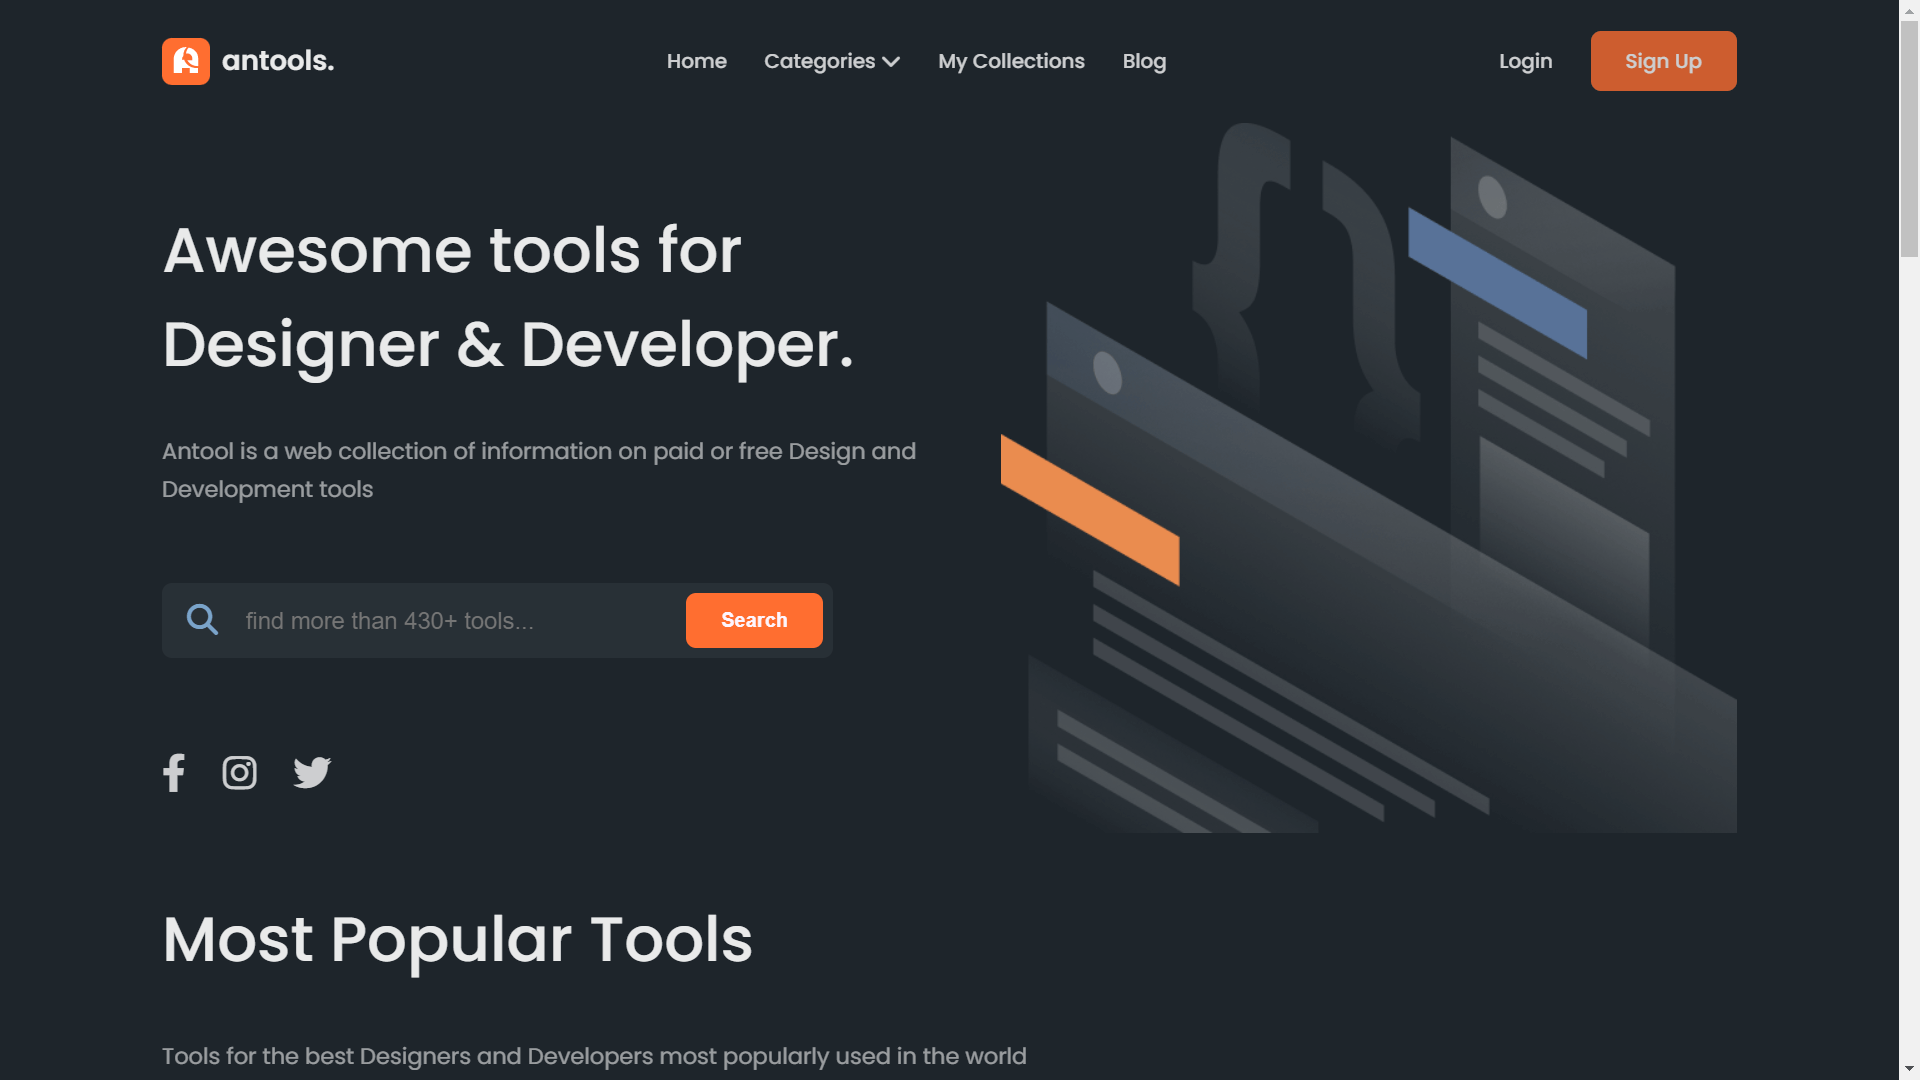 antools.
Home
Categories
My Collections
Blog
Login
Sign Up
Awesome tools for
Designer & Developer.
Antool is a web collection of information on paid or free Design and
Development tools
find more than 430+ tools...
Search
Most Popular Tools
Tools for the best Designers and Developers most popularly used in the world